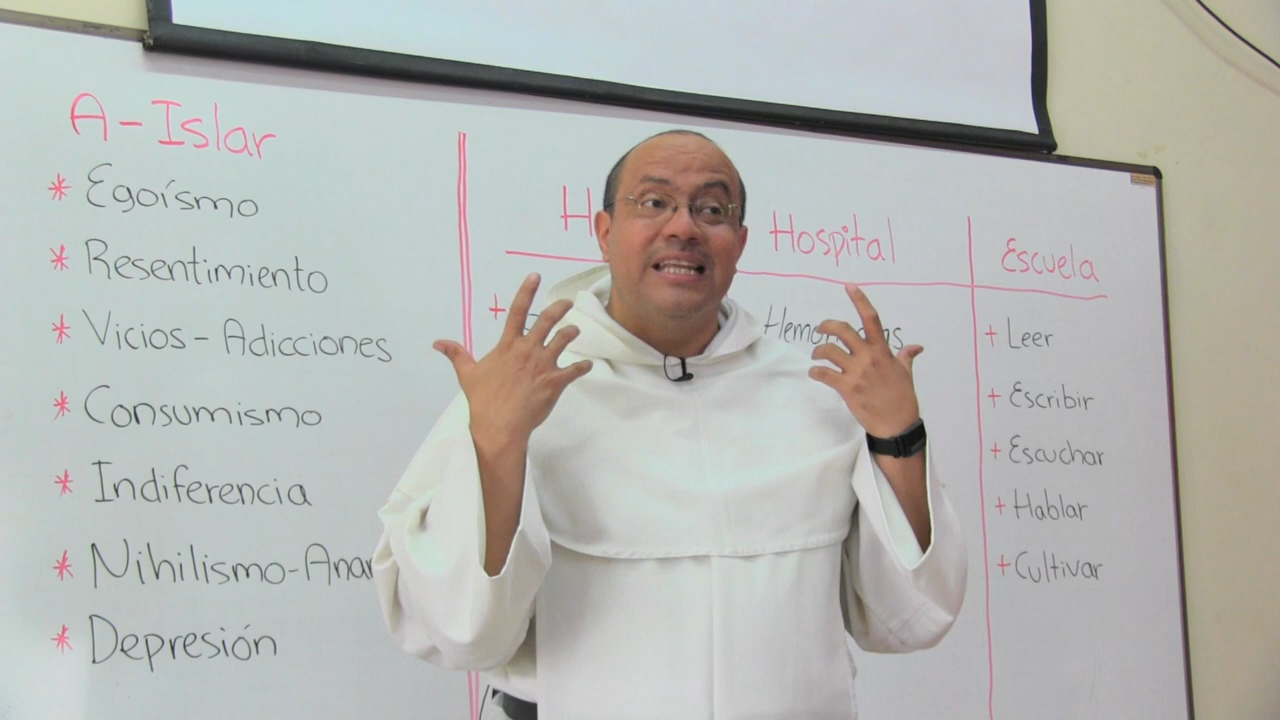 A-Islar
* Egoísmo
* Resentimiento
* Vicios - Adicciones
* Consumismo
* Indiferencia
* Nihilismo-Anar
* Depresión
H
+
Hospital
Escuela
+ Leer
+ Escribir
+ Escuchar
+ Hablar
+ Cultivar